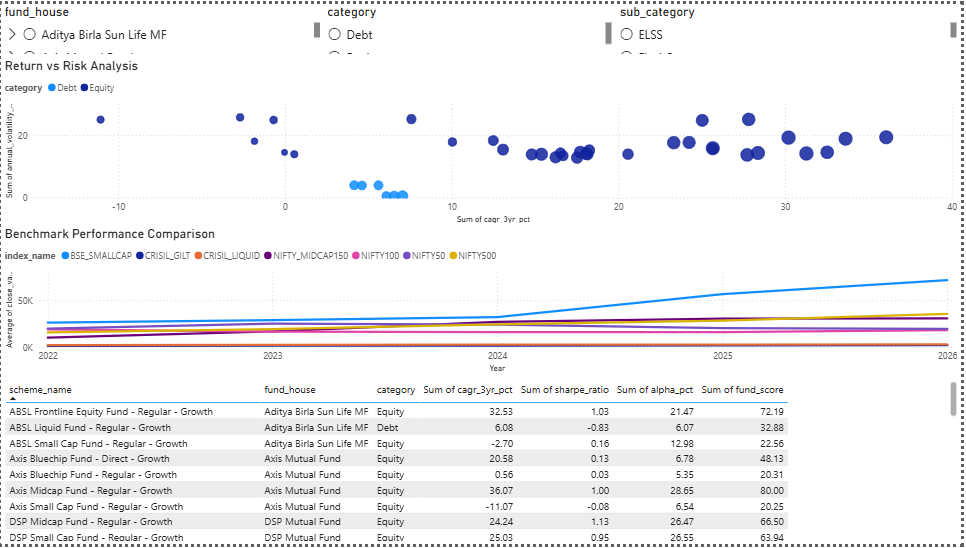 fund_house category sub_category
Aditya Birla Sun Life MF Debt ELSS
Return vs Risk Analysis
category Debt Equity
Sum of annual_volatility_...
20
0
-10 0 10 20 30 40
Sum of cagr_3yr_pct
Benchmark Performance Comparison
index_name BSE_SMALLCAP CRISIL_GILT CRISIL_LIQUID NIFTY_MIDCAP150 NIFTY100 NIFTY50 NIFTY500
Average of close_va...
50K
0K
2022 2023 2024 2025 2026
Year
scheme_name fund_house category Sum of cagr_3yr_pct Sum of sharpe_ratio Sum of alpha_pct Sum of fund_score
ABSL Frontline Equity Fund - Regular - Growth Aditya Birla Sun Life MF Equity 32.53 1.03 21.47 72.19
ABSL Liquid Fund - Regular - Growth Aditya Birla Sun Life MF Debt 6.08 -0.83 6.07 32.88
ABSL Small Cap Fund - Regular - Growth Aditya Birla Sun Life MF Equity -2.70 0.16 12.98 22.56
Axis Bluechip Fund - Direct - Growth Axis Mutual Fund Equity 20.58 0.13 6.78 48.13
Axis Bluechip Fund - Regular - Growth Axis Mutual Fund Equity 0.56 0.03 5.35 20.31
Axis Midcap Fund - Regular - Growth Axis Mutual Fund Equity 36.07 1.00 28.65 80.00
Axis Small Cap Fund - Regular - Growth Axis Mutual Fund Equity -11.07 -0.08 6.54 20.25
DSP Midcap Fund - Regular - Growth DSP Mutual Fund Equity 24.24 1.13 26.47 66.50
DSP Small Cap Fund - Regular - Growth DSP Mutual Fund Equity 25.03 0.95 26.55 63.94